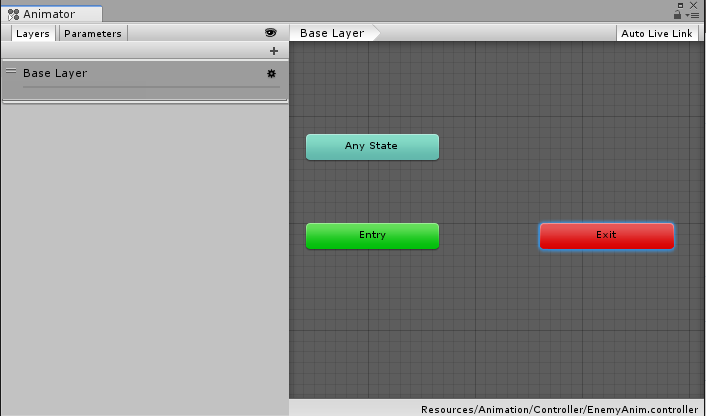 Animator
Layers Parameters
Base Layer
Auto Live Link
Base Layer
Any State
Entry
Exit
Resources/Animation/Controller/EnemyAnim.controller